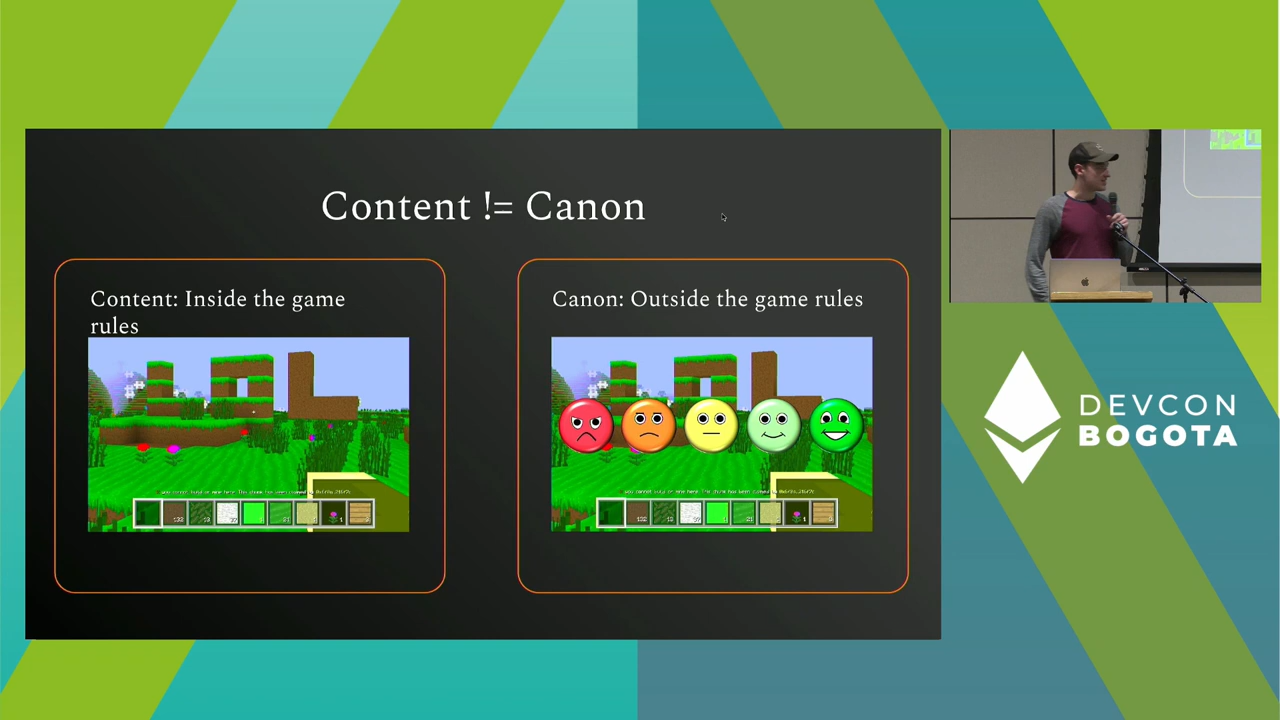 Content != Canon
Content: Inside the game
rules
Canon: Outside the game rules
DEVCON
BOGOTA